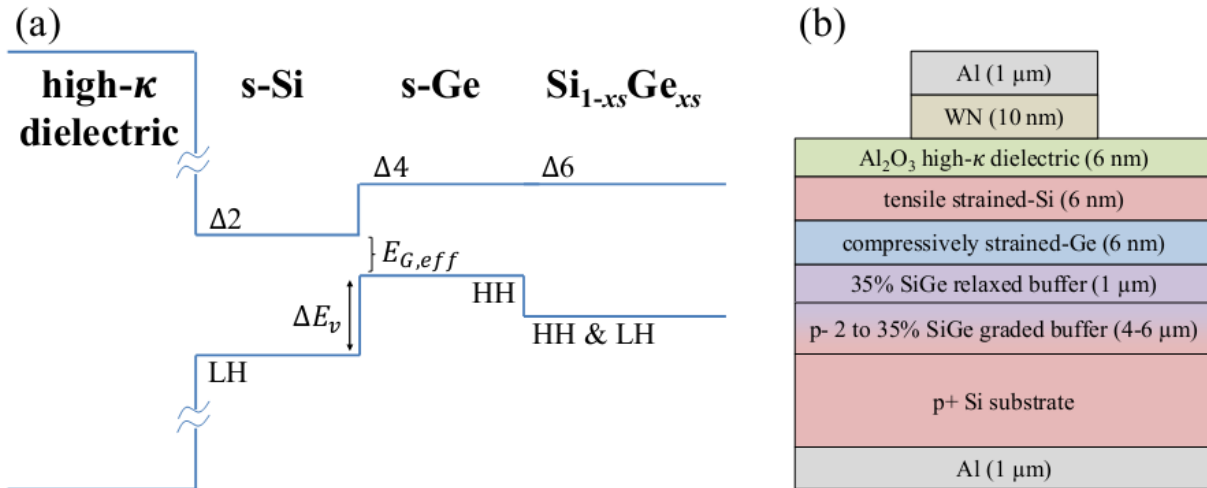 (a)
high-κ
dielectric
s-Si
s-Ge
Si₁₋ₓₛGeₓₛ
Δ2
Δ4
Δ6
E_{G,eff}
ΔE_v
HH
HH & LH
LH
(b)
Al (1 μm)
WN (10 nm)
Al₂O₃ high-κ dielectric (6 nm)
tensile strained-Si (6 nm)
compressively strained-Ge (6 nm)
35% SiGe relaxed buffer (1 μm)
p- 2 to 35% SiGe graded buffer (4-6 μm)
p+ Si substrate
Al (1 μm)